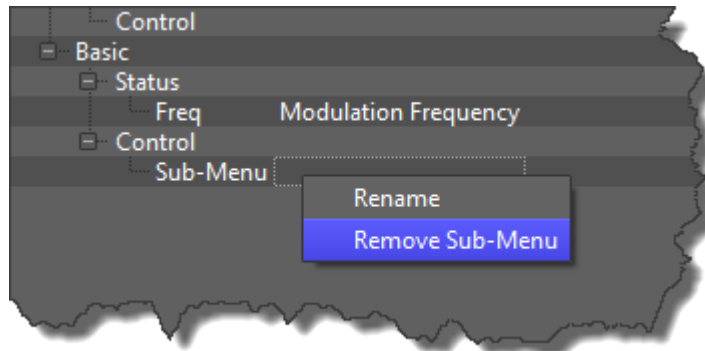 Control
Basic
Status
Freq Modulation Frequency
Control
Sub-Menu
Rename
Remove Sub-Menu